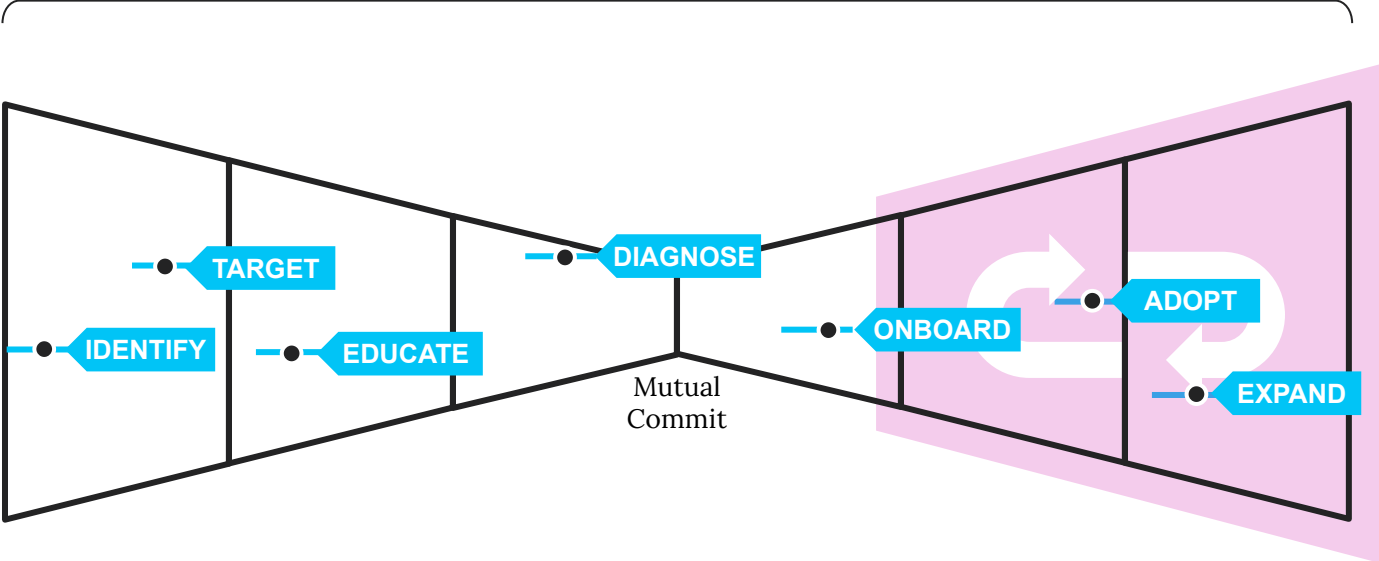 IDENTIFY
TARGET
EDUCATE
DIAGNOSE
Mutual
Commit
ONBOARD
ADOPT
EXPAND